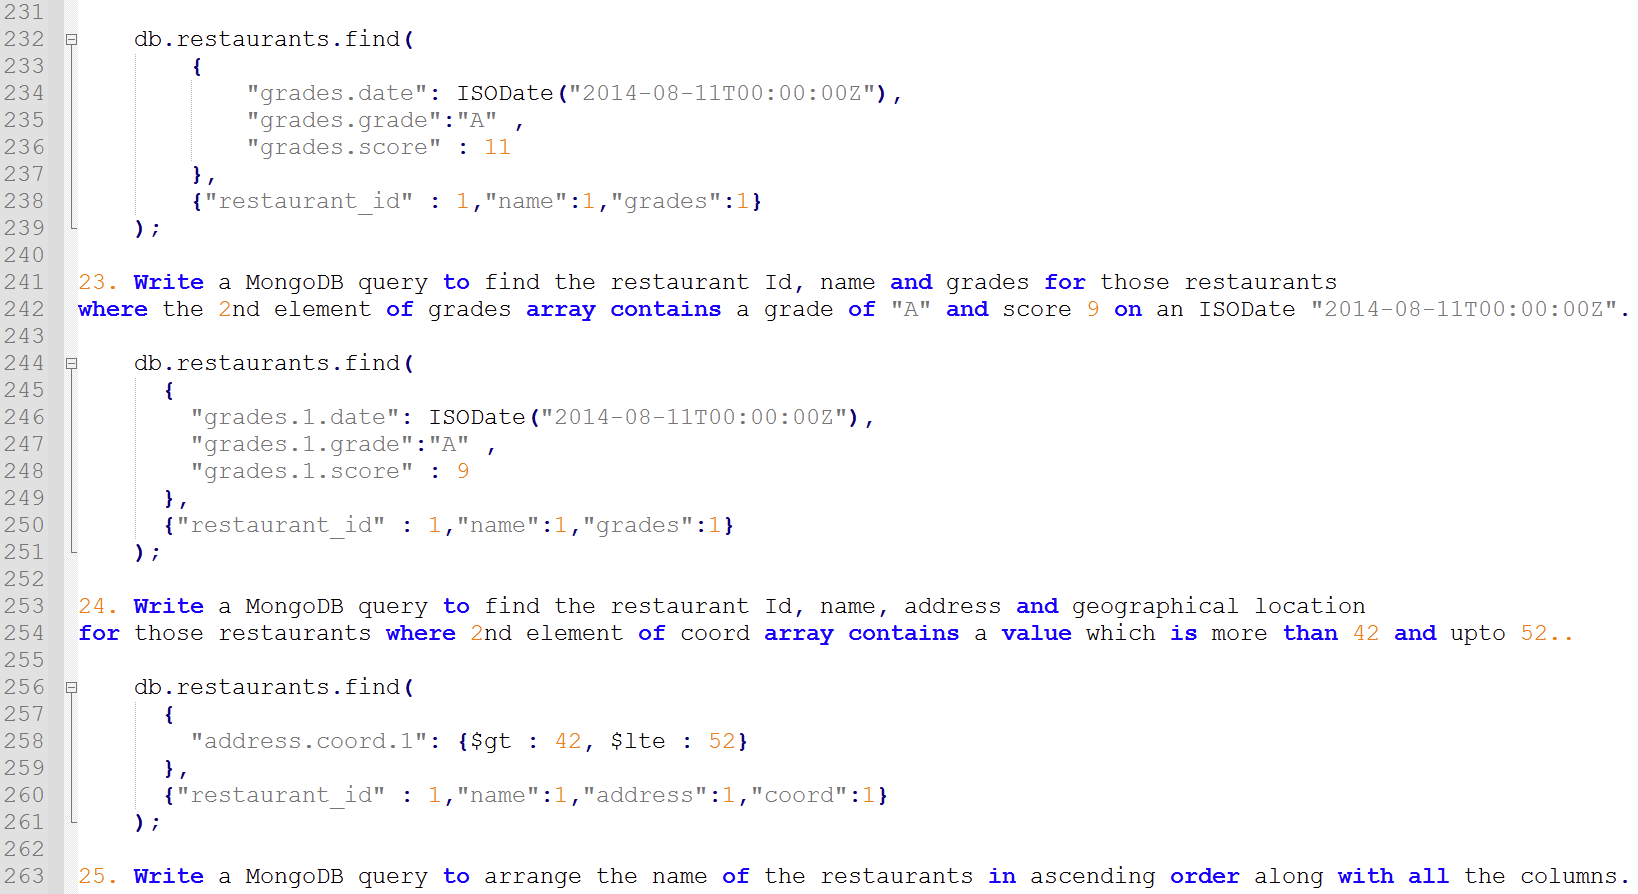 231
232 db.restaurants.find(
233 {
234 "grades.date": ISODate("2014-08-11T00:00:00Z"),
235 "grades.grade":"A" ,
236 "grades.score" : 11
237 },
238 {"restaurant_id" : 1,"name":1,"grades":1}
239 );
240
241 23. Write a MongoDB query to find the restaurant Id, name and grades for those restaurants
242 where the 2nd element of grades array contains a grade of "A" and score 9 on an ISODate "2014-08-11T00:00:00Z".
243
244 db.restaurants.find(
245 {
246 "grades.1.date": ISODate("2014-08-11T00:00:00Z"),
247 "grades.1.grade":"A" ,
248 "grades.1.score" : 9
249 },
250 {"restaurant_id" : 1,"name":1,"grades":1}
251 );
252
253 24. Write a MongoDB query to find the restaurant Id, name, address and geographical location
254 for those restaurants where 2nd element of coord array contains a value which is more than 42 and upto 52..
255
256 db.restaurants.find(
257 {
258 "address.coord.1": {$gt : 42, $lte : 52}
259 },
260 {"restaurant_id" : 1,"name":1,"address":1,"coord":1}
261 );
262
263 25. Write a MongoDB query to arrange the name of the restaurants in ascending order along with all the columns.